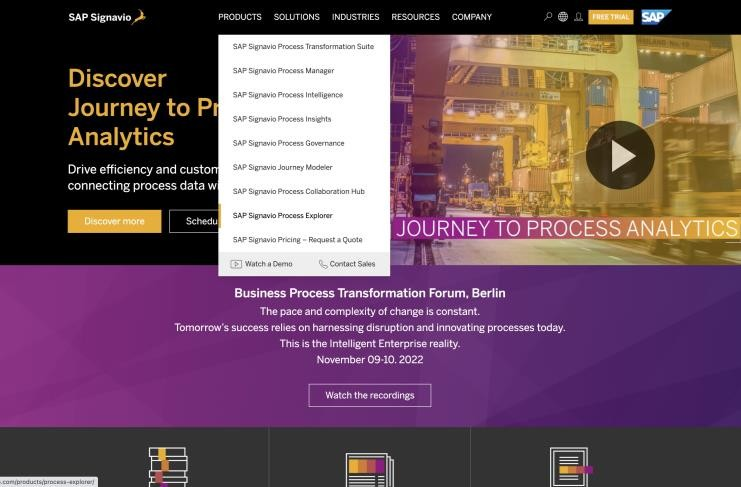 SAP Signavio
PRODUCTS SOLUTIONS INDUSTRIES RESOURCES COMPANY
FREE TRIAL
SAP
SAP Signavio Process Transformation Suite
SAP Signavio Process Manager
SAP Signavio Process Intelligence
SAP Signavio Process Insights
SAP Signavio Process Governance
SAP Signavio Journey Modeler
SAP Signavio Process Collaboration Hub
SAP Signavio Process Explorer
SAP Signavio Pricing – Request a Quote
Watch a Demo Contact Sales
Discover
Journey to Pr
Analytics
Drive efficiency and custom
connecting process data wi
Discover more Schedu
JOURNEY TO PROCESS ANALYTICS
Business Process Transformation Forum, Berlin
The pace and complexity of change is constant.
Tomorrow's success relies on harnessing disruption and innovating processes today.
This is the Intelligent Enterprise reality.
November 09-10. 2022
Watch the recordings
.com/products/process-explorer/